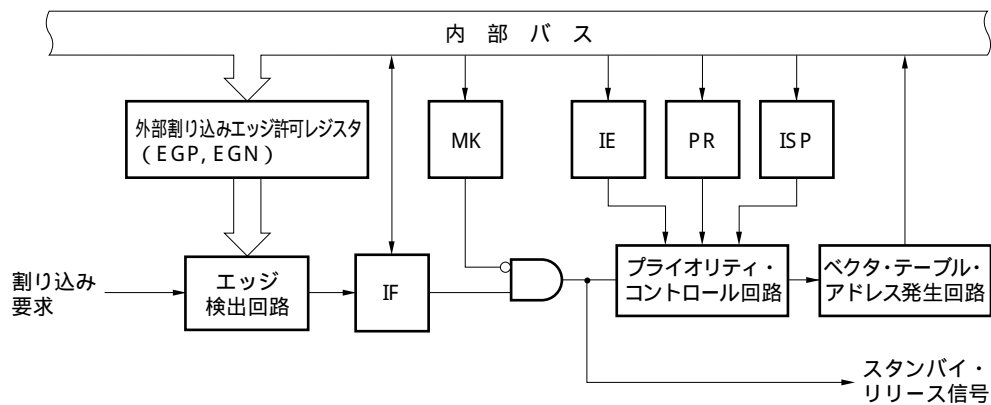 内 部 バ ス
外部割り込みエッジ許可レジスタ
(EGP, EGN)
MK
IE
PR
ISP
割り込み
要求
エッジ
検出回路
IF
プライオリティ・
コントロール回路
ベクタ・テーブル・
アドレス発生回路
スタンバイ・
リリース信号